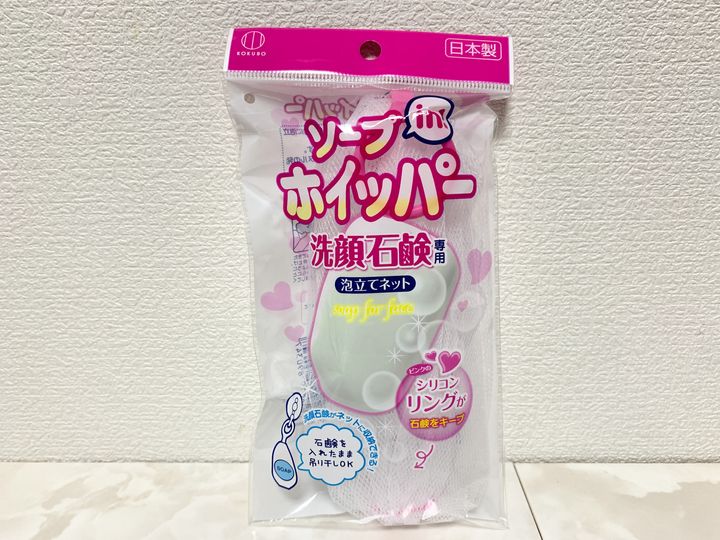 KOKUBO
日本製
ソープin
ホイッパー
洗顔石鹸専用
泡立てネット
soap for face
ピンクの
シリコン
リングが
石鹸をキープ
洗顔石鹸がネットに収納できる!
石鹸を
入れたまま
吊り干しOK
SOAP